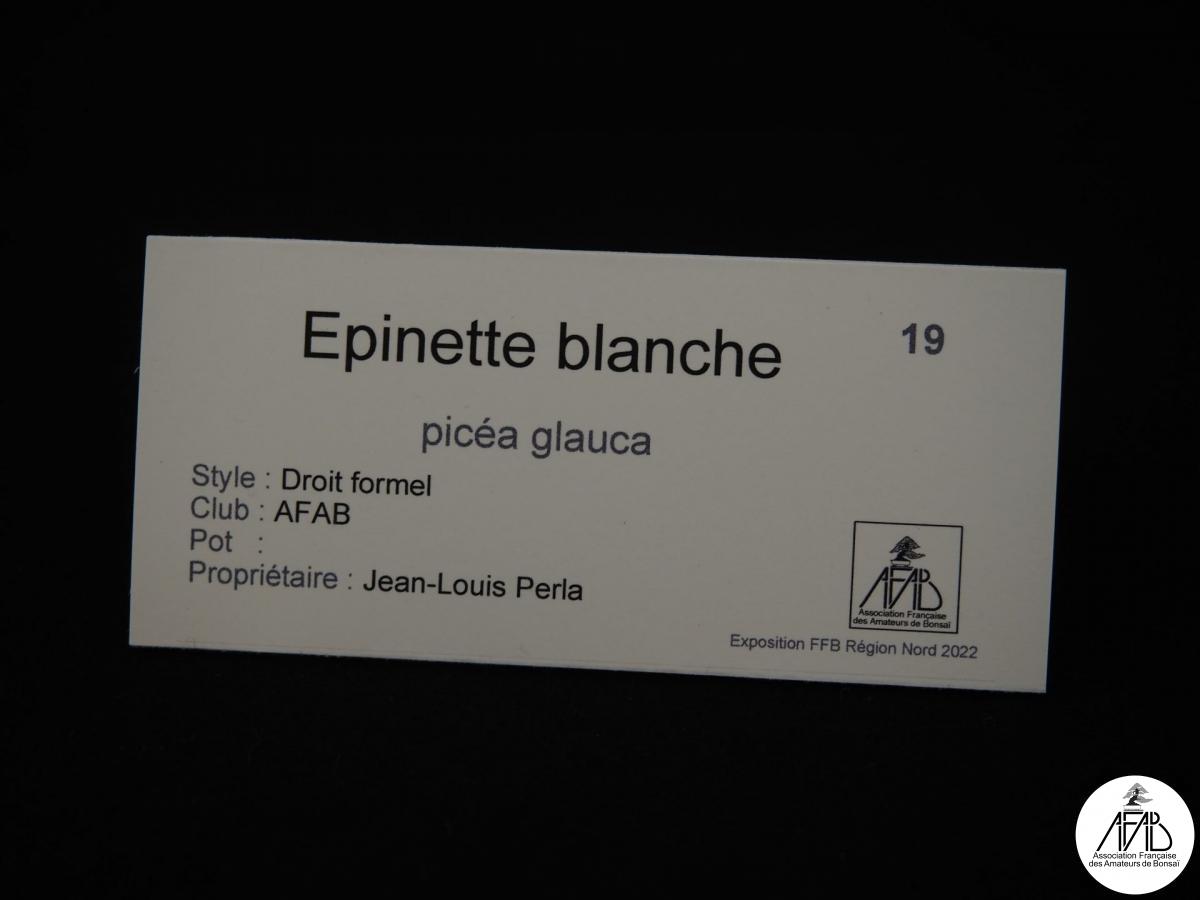 Epinette blanche
19
picéa glauca
Style : Droit formel
Club : AFAB
Pot :
Propriétaire : Jean-Louis Perla
AFAB
Association Française
des Amateurs de Bonsaï
Exposition FFB Région Nord 2022
AFAB
Association Française
des Amateurs de Bonsaï